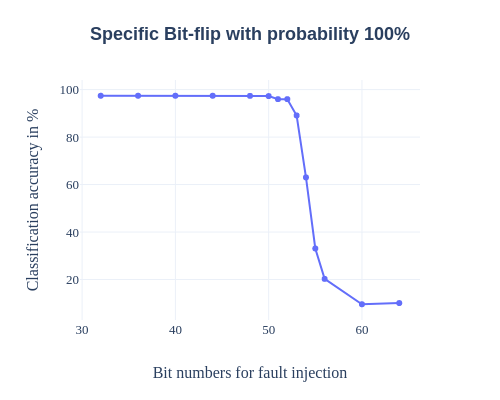 Specific Bit-flip with probability 100%
100
80
60
40
20
Classification accuracy in %
30 40 50 60
Bit numbers for fault injection